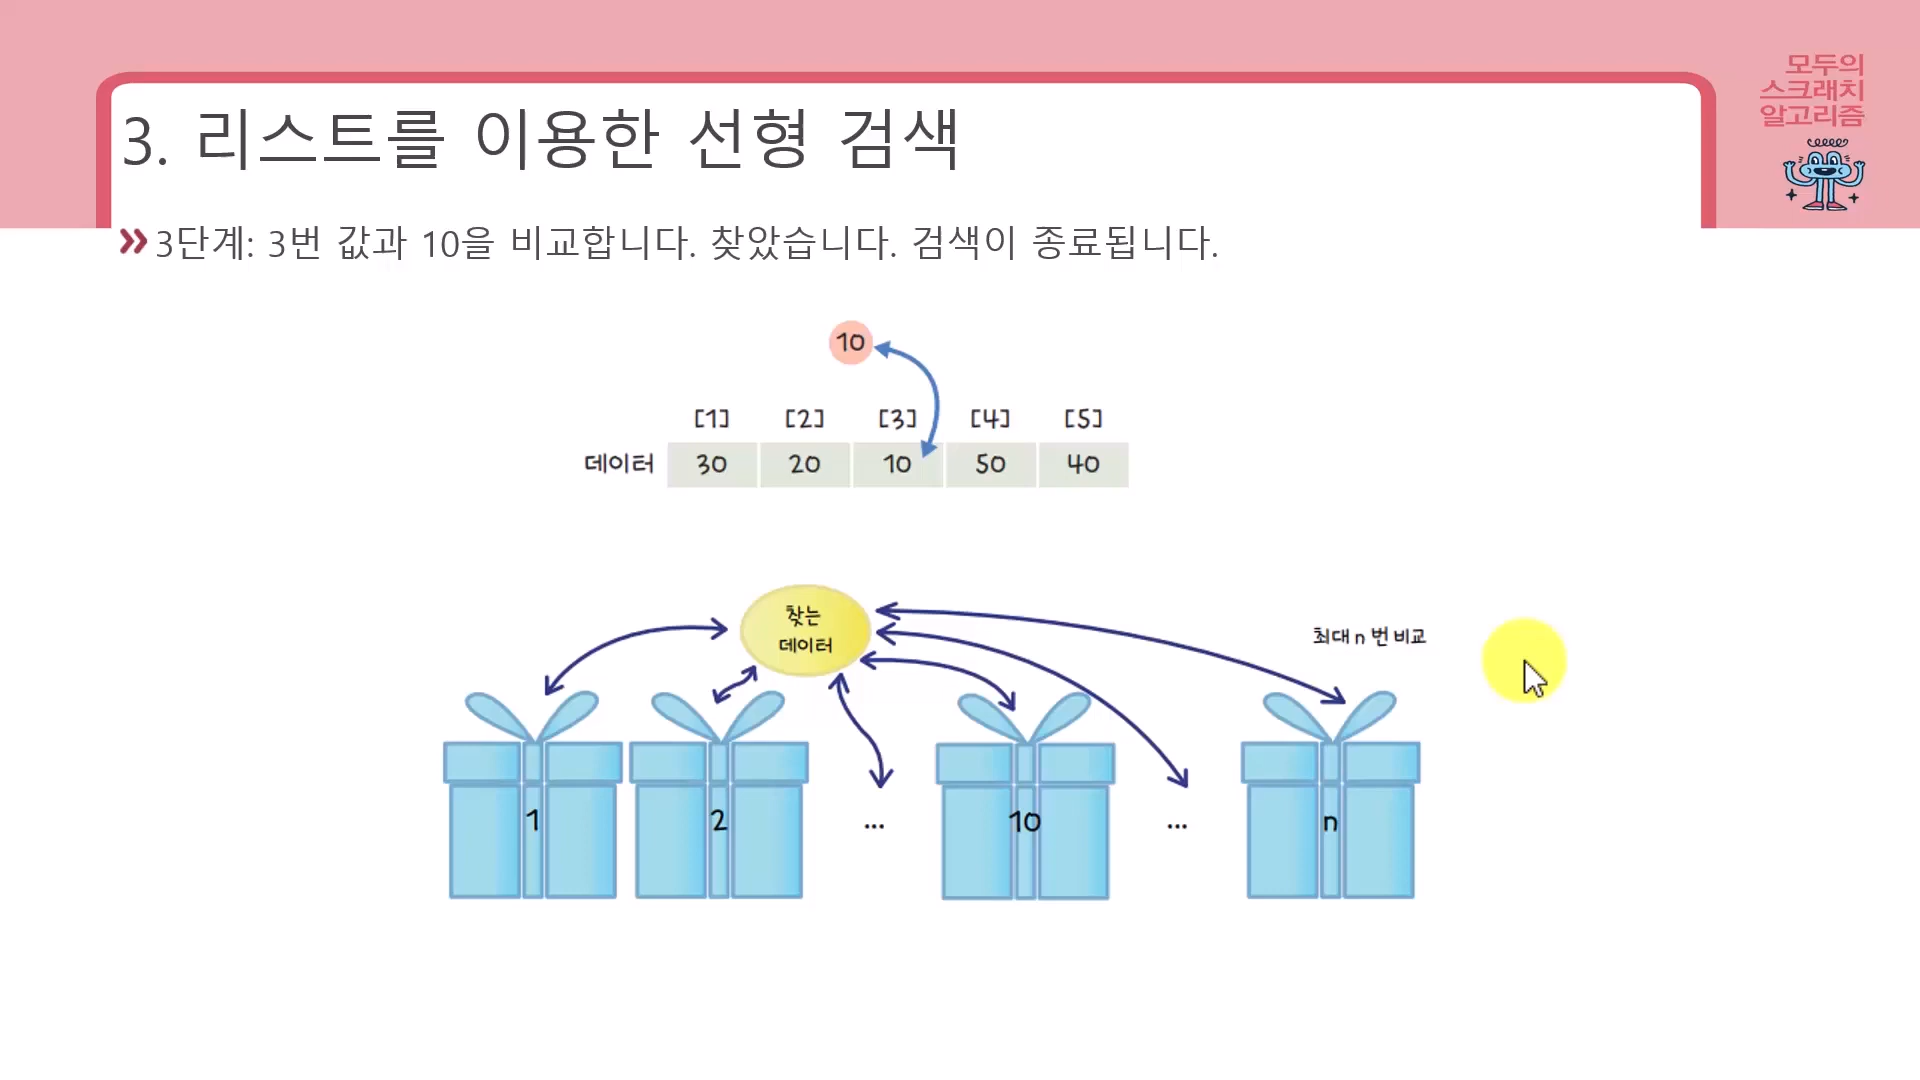 모두의
스크래치
알고리즘
3. 리스트를 이용한 선형 검색
3단계: 3번 값과 10을 비교합니다. 찾았습니다. 검색이 종료됩니다.
10
[1] [2] [3] [4] [5]
데이터 30 20 10 50 40
찾는
데이터
최대 n 번 비교
1 2 ... 10 ... n